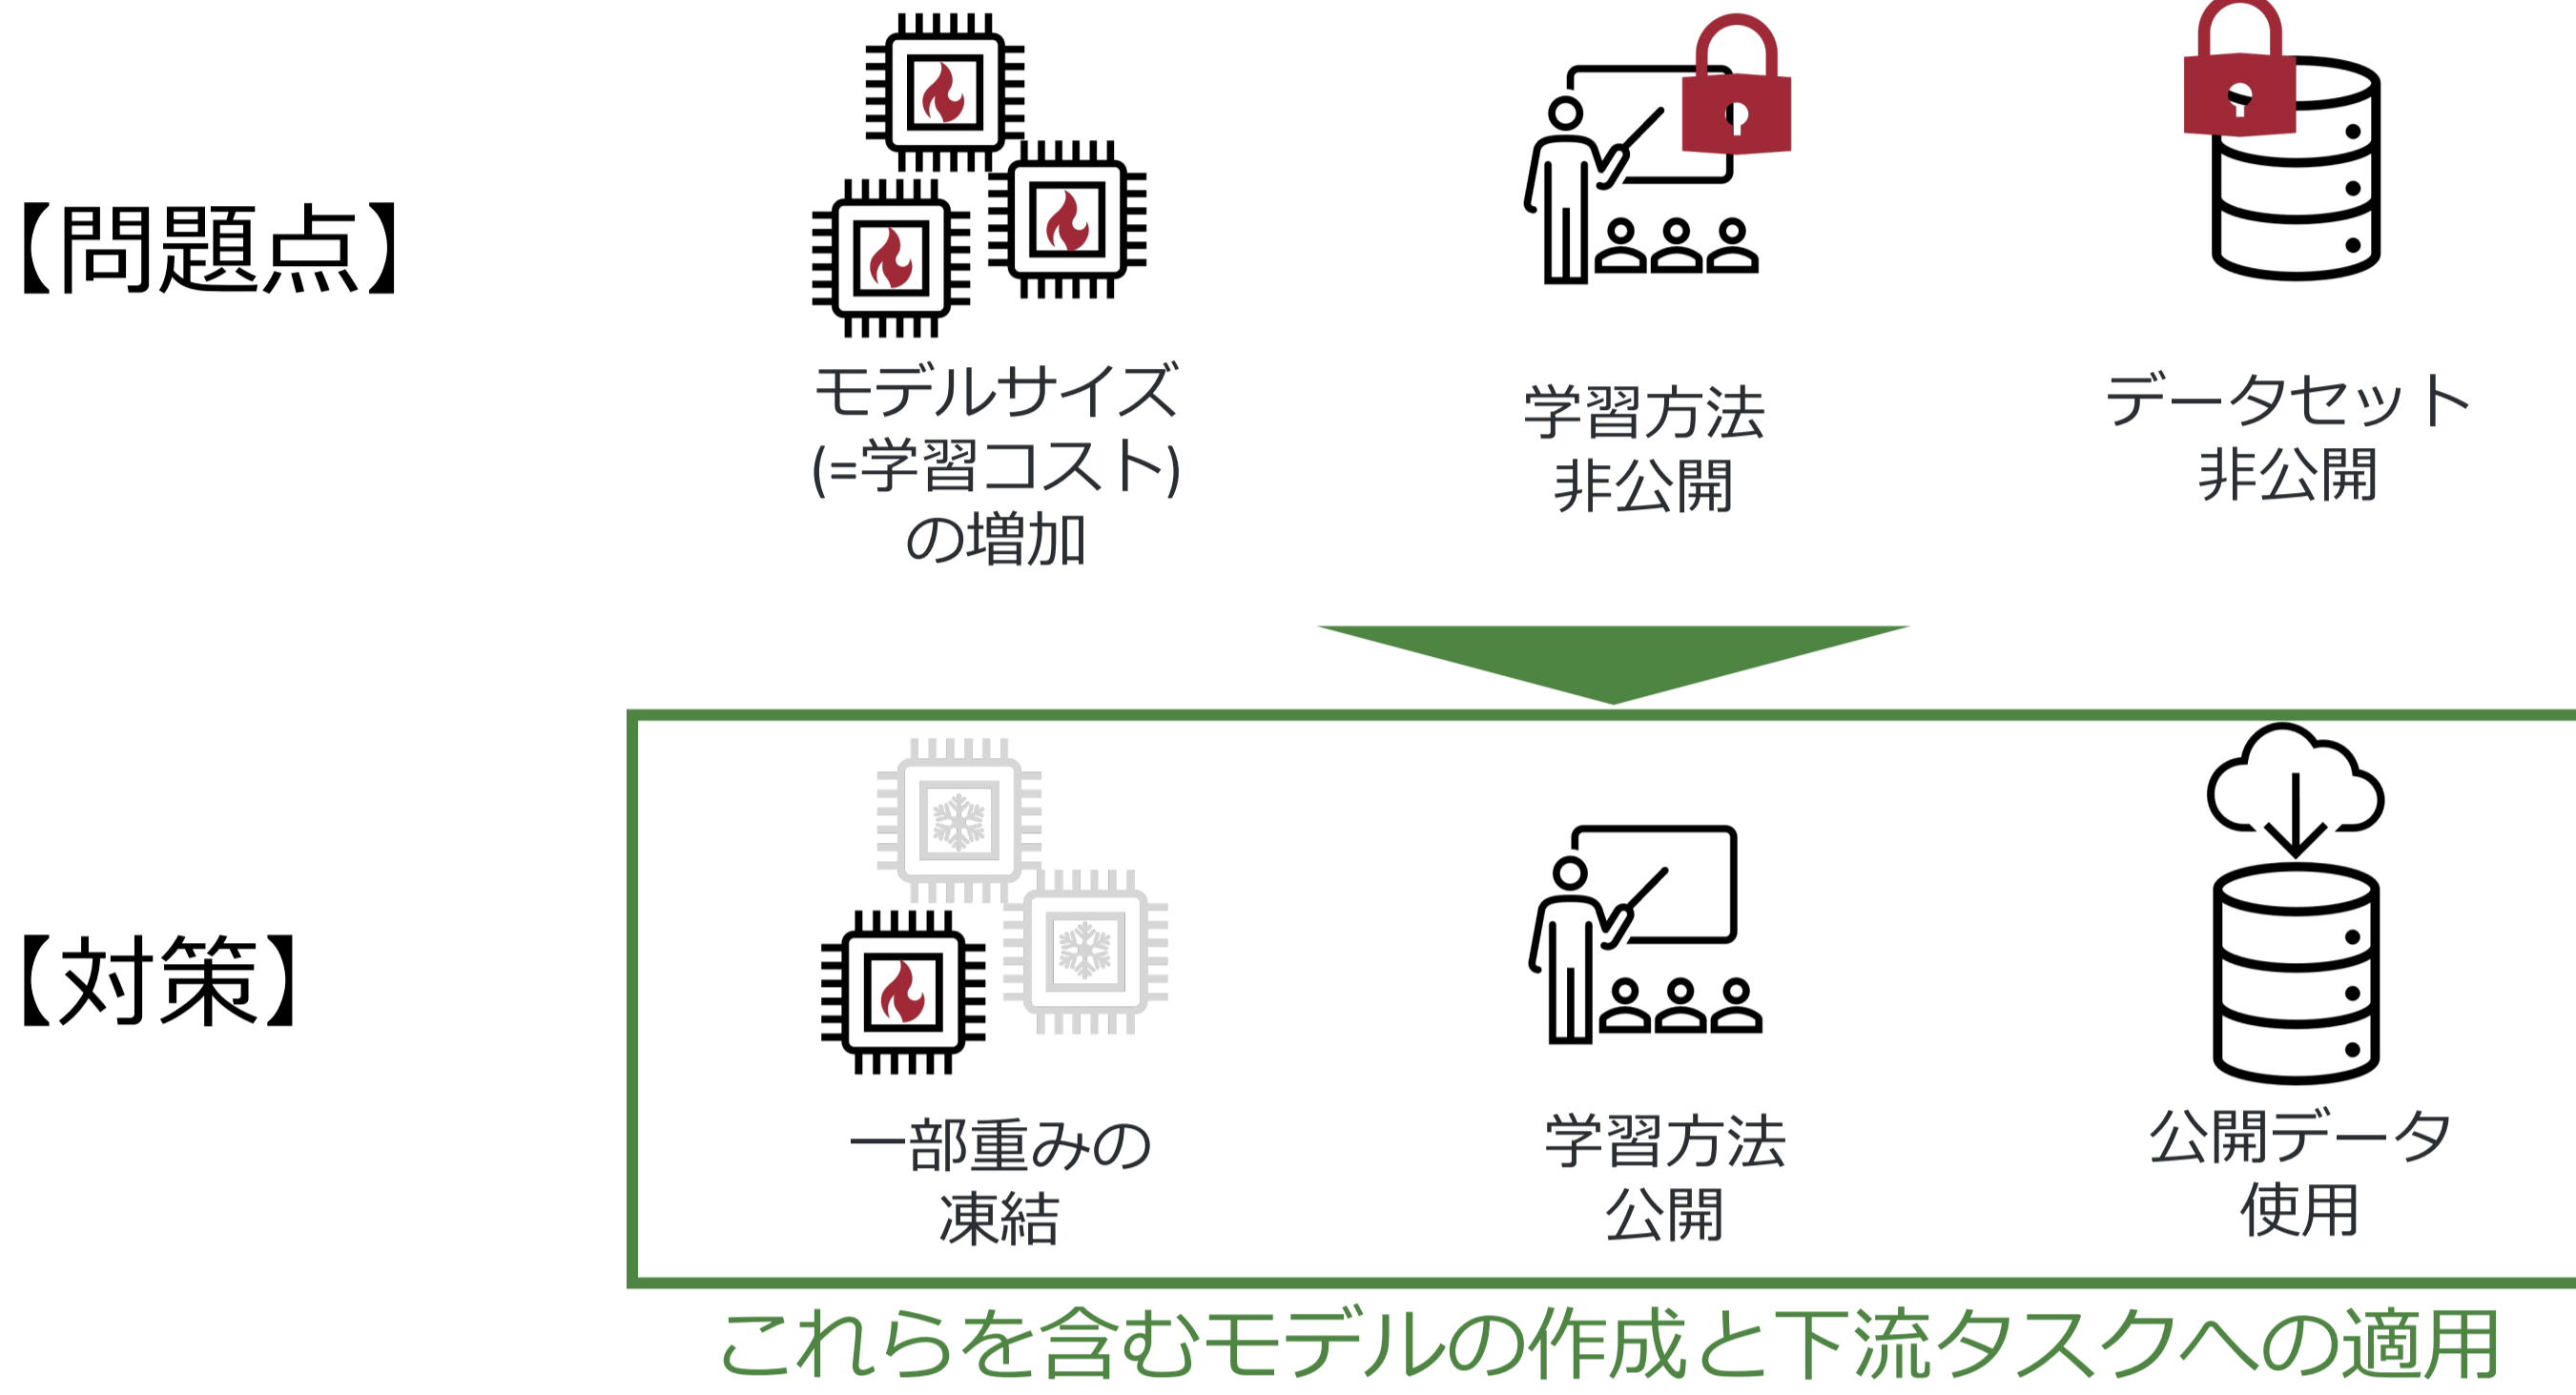 【問題点】
モデルサイズ
(=学習コスト)
の増加
学習方法
非公開
データセット
非公開
【対策】
一部重みの
凍結
学習方法
公開
公開データ
使用
これらを含むモデルの作成と下流タスクへの適用